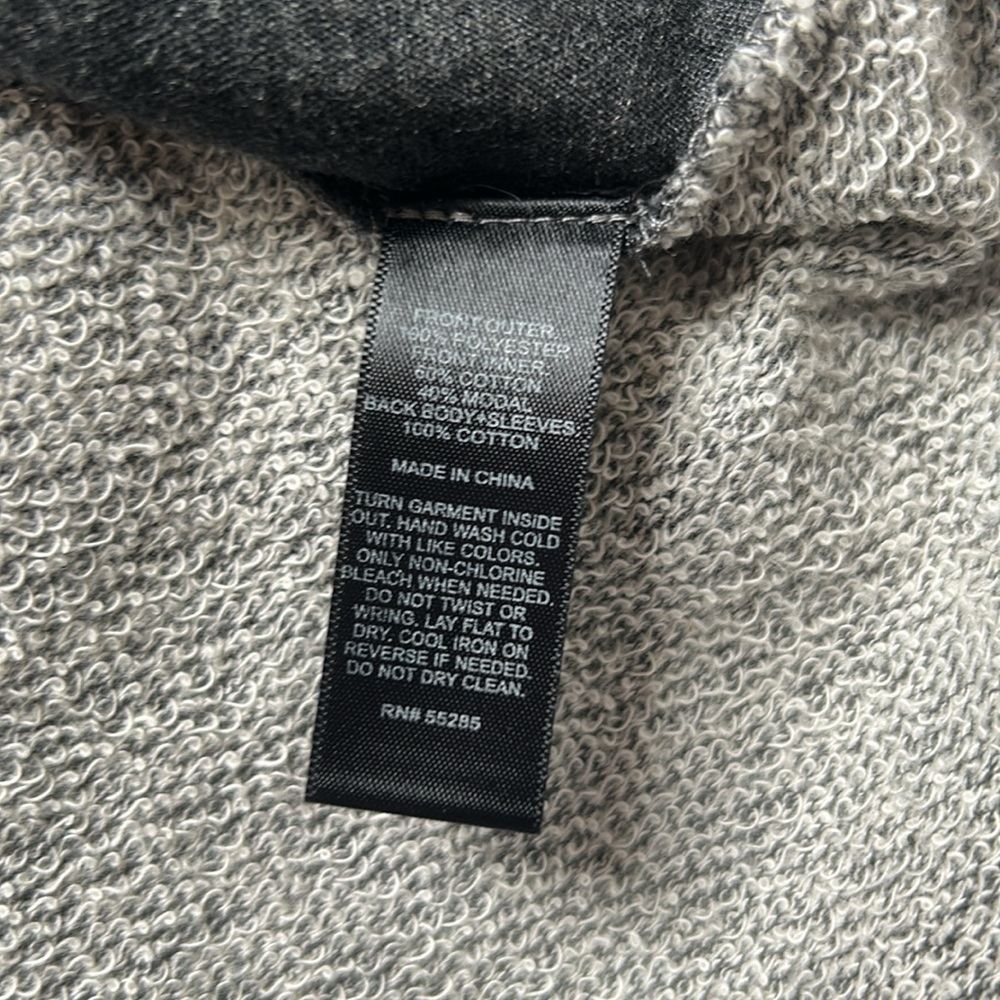 FRONT OUTER
100% POLYESTER
FRONT INNER:
60% COTTON
40% MODAL
BACK BODY+SLEEVES
100% COTTON
MADE IN CHINA
TURN GARMENT INSIDE
OUT. HAND WASH COLD
WITH LIKE COLORS.
ONLY NON-CHLORINE
BLEACH WHEN NEEDED.
DO NOT TWIST OR
WRING. LAY FLAT TO
DRY. COOL IRON ON
REVERSE IF NEEDED.
DO NOT DRY CLEAN.
RN# 55285